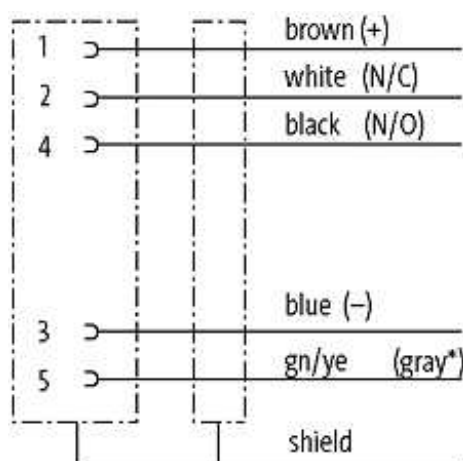 1 brown (+)
2 white (N/C)
4 black (N/O)
3 blue (–)
5 gn/ye (gray*)
shield